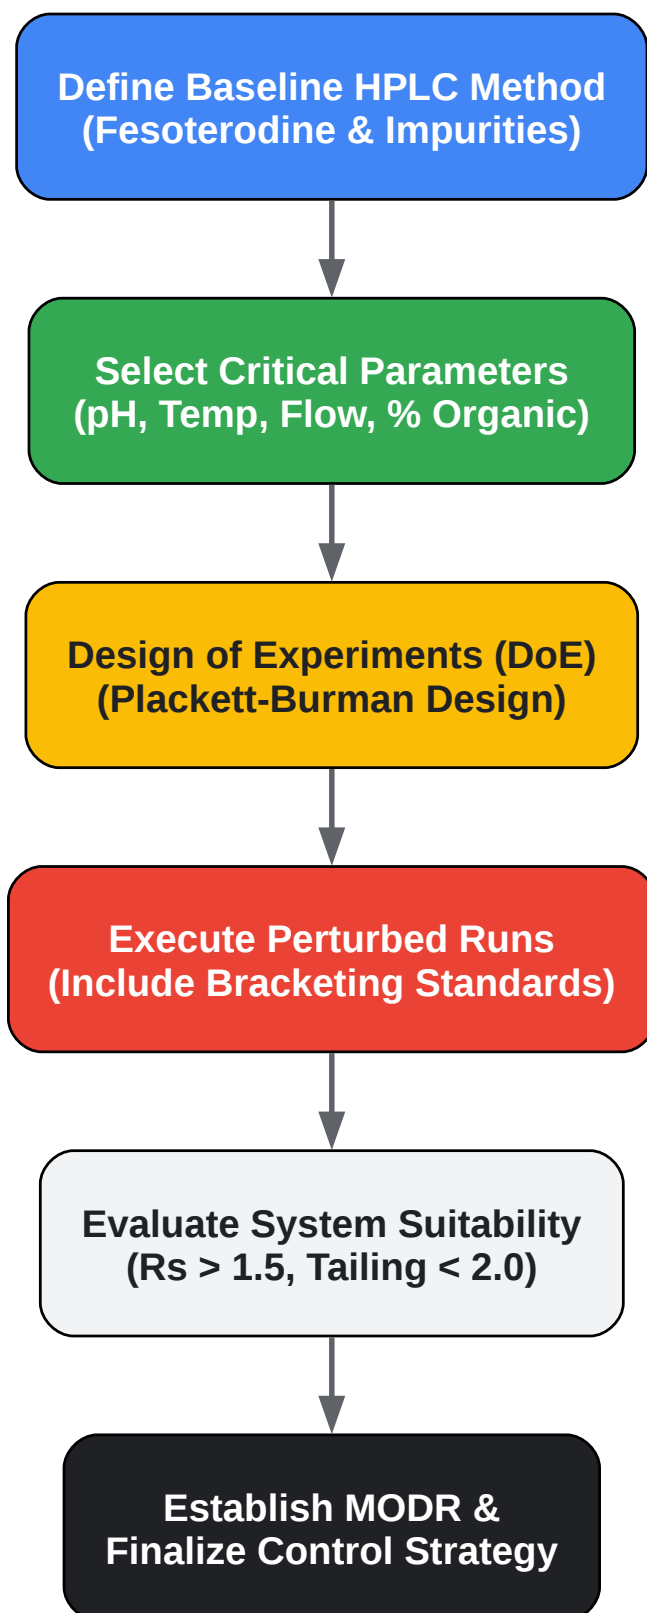 Define Baseline HPLC Method
(Fesoterodine & Impurities)
Select Critical Parameters
(pH, Temp, Flow, % Organic)
Design of Experiments (DoE)
(Plackett-Burman Design)
Execute Perturbed Runs
(Include Bracketing Standards)
Evaluate System Suitability
(Rs > 1.5, Tailing < 2.0)
Establish MODR &
Finalize Control Strategy